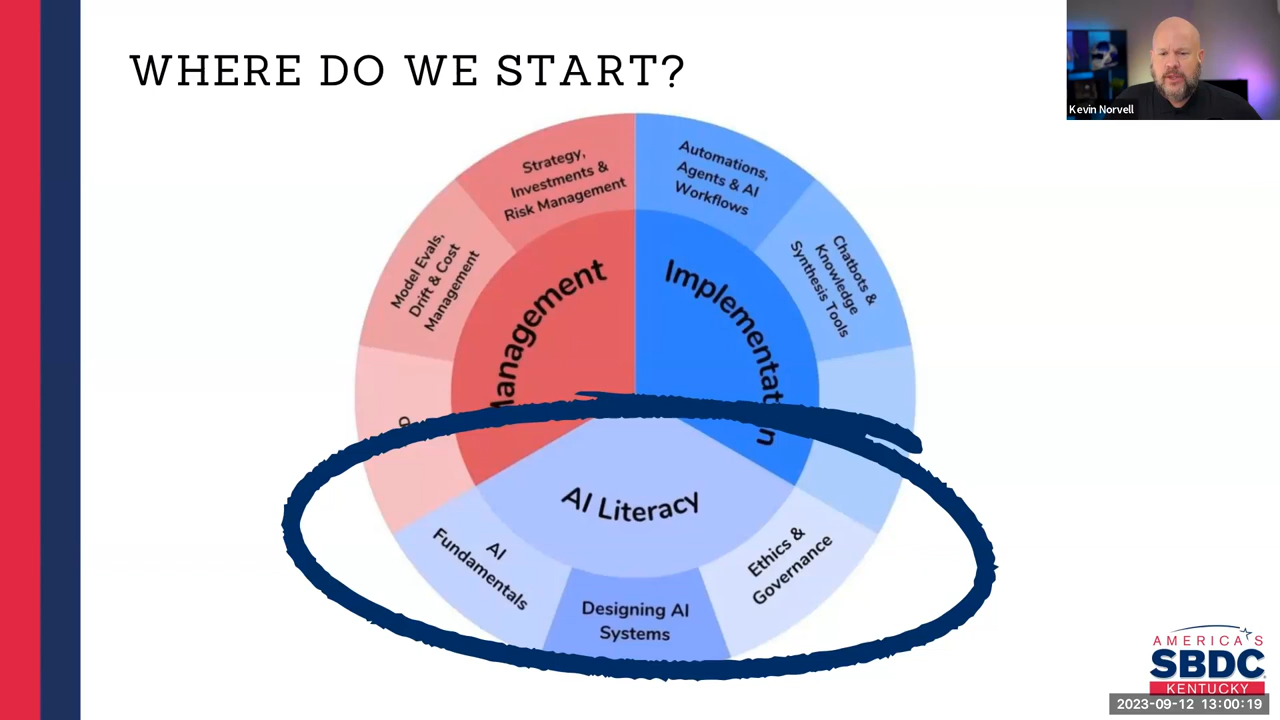 WHERE DO WE START?
Kevin Norvell
Strategy,
Investments &
Risk Management
Automations,
Agents & AI
Workflows
Model Evals,
Drift & Cost
Management
Chatbots &
Knowledge
Synthesis Tools
Management
Implementation
AI Literacy
AI
Fundamentals
Designing AI
Systems
Ethics &
Governance
AMERICA'S
SBDC
KENTUCKY
2023-09-12 13:00:19